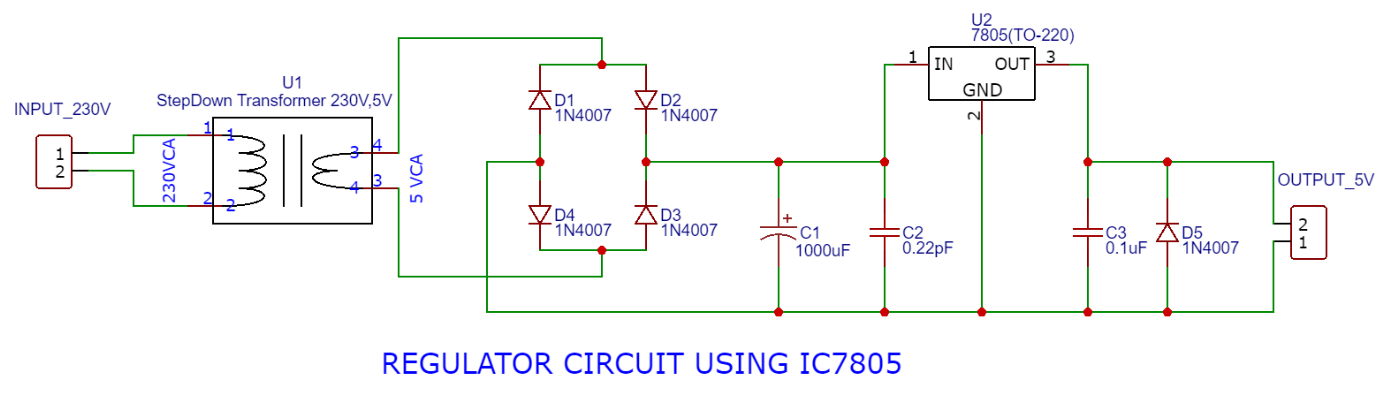 U2
7805(TO-220)
1 IN OUT 3
GND
2
U1
StepDown Transformer 230V,5V
INPUT_230V
1
2
230VCA
1 1
2 2
3 4
4 3
5 VCA
D1
1N4007
D2
1N4007
D4
1N4007
D3
1N4007
+
C1
1000uF
C2
0.22pF
C3
0.1uF
D5
1N4007
OUTPUT_5V
2
1
REGULATOR CIRCUIT USING IC7805